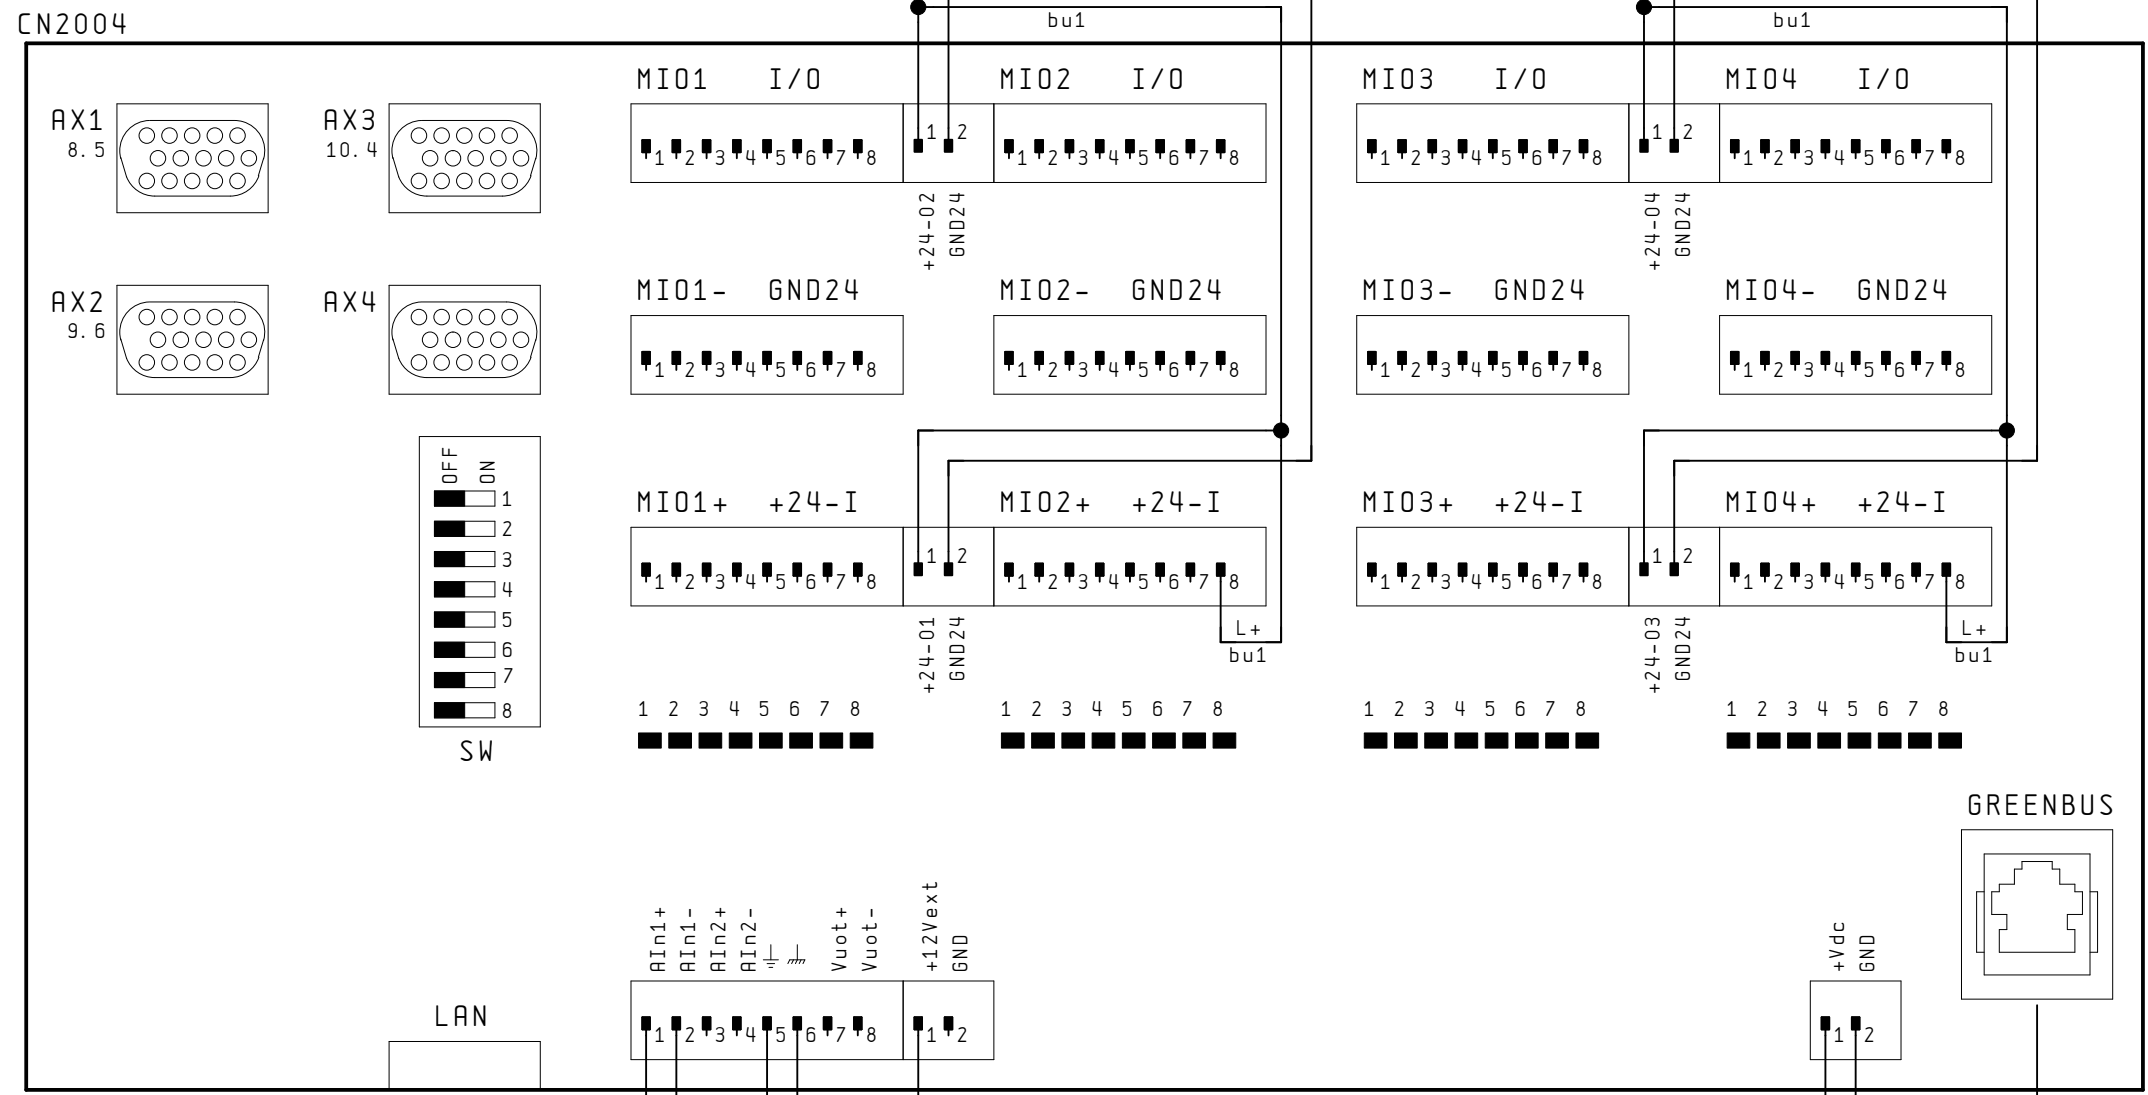 CN2004
bu1
bu1
MIO1 I/O
MIO2 I/O
MIO3 I/O
MIO4 I/O
AX1
8.5
AX3
10.4
1 2 3 4 5 6 7 8
1 2
1 2 3 4 5 6 7 8
1 2 3 4 5 6 7 8
1 2
1 2 3 4 5 6 7 8
+24-02
GND24
+24-04
GND24
MIO1- GND24
MIO2- GND24
MIO3- GND24
MIO4- GND24
AX2
9.6
AX4
1 2 3 4 5 6 7 8
1 2 3 4 5 6 7 8
1 2 3 4 5 6 7 8
1 2 3 4 5 6 7 8
OFF
ON
1
2
3
4
5
6
7
8
SW
MIO1+ +24-I
MIO2+ +24-I
MIO3+ +24-I
MIO4+ +24-I
1 2 3 4 5 6 7 8
1 2
1 2 3 4 5 6 7 8
1 2 3 4 5 6 7 8
1 2
1 2 3 4 5 6 7 8
+24-01
GND24
L+
bu1
+24-03
GND24
L+
bu1
1 2 3 4 5 6 7 8
1 2 3 4 5 6 7 8
1 2 3 4 5 6 7 8
1 2 3 4 5 6 7 8
GREENBUS
AIn1+
AIn1-
AIn2+
AIn2-
Vuot+
Vuot-
+12Vext
GND
+Vdc
GND
LAN
1 2 3 4 5 6 7 8
1 2
1 2